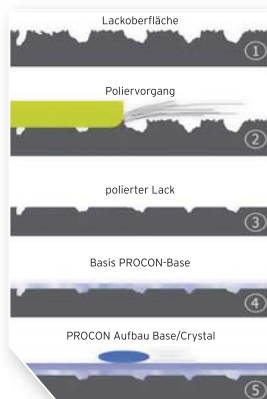 Lackoberfläche
1
Poliervorgang
2
polierter Lack
3
Basis PROCON-Base
4
PROCON Aufbau Base/Crystal
5